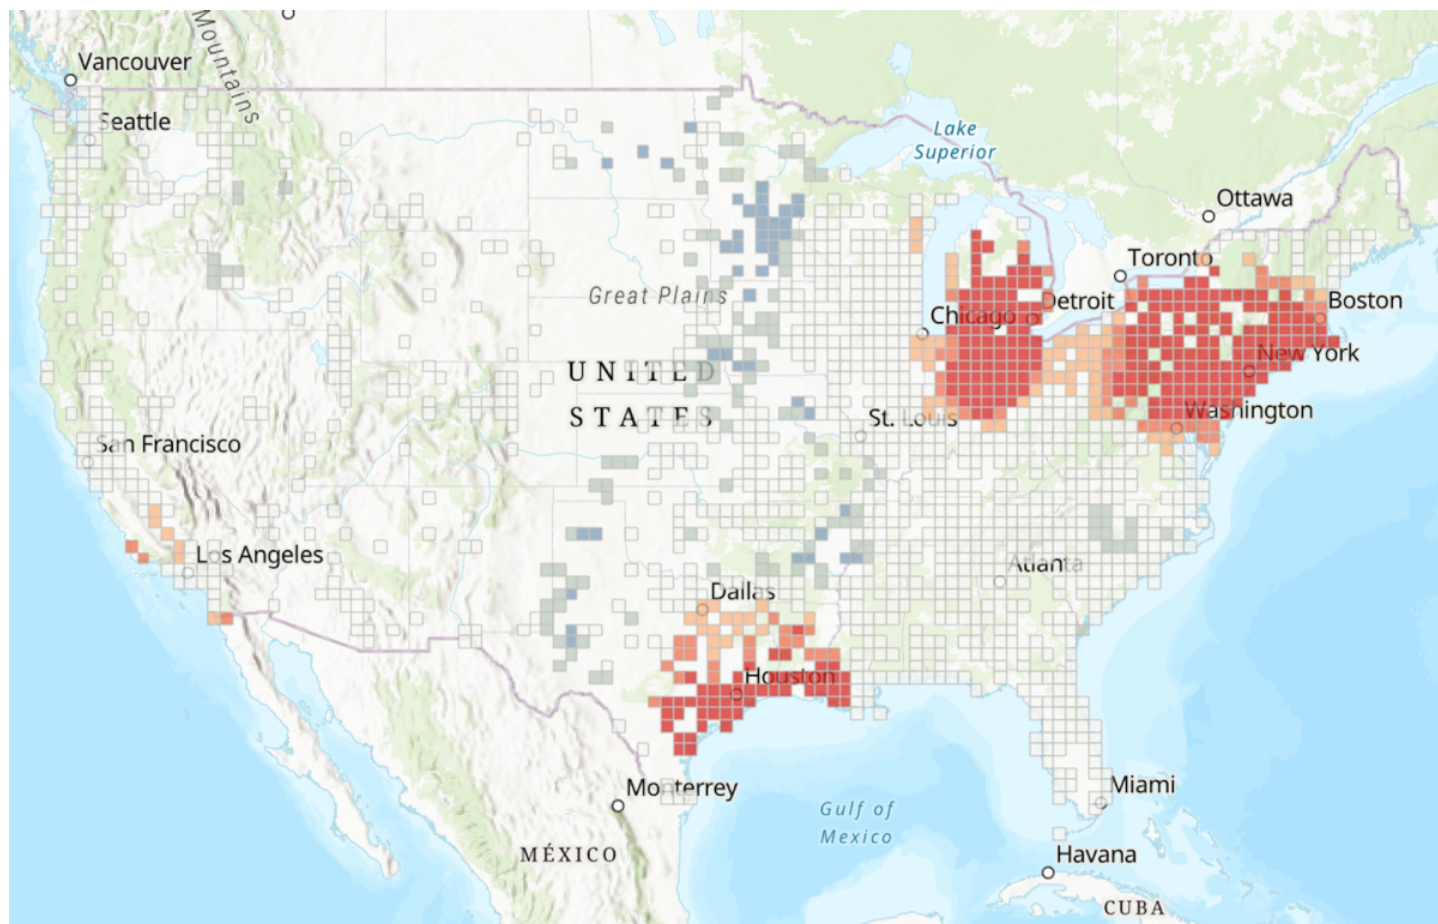 Mountains
Vancouver
Seattle
Lake
Superior
Ottawa
Toronto
Great Plains
Chicago
Detroit
Boston
New York
UNITED
STATES
St. Louis
Washington
San Francisco
Los Angeles
Atlanta
Dallas
Houston
Monterrey
Miami
Gulf of
Mexico
MÉXICO
Havana
CUBA